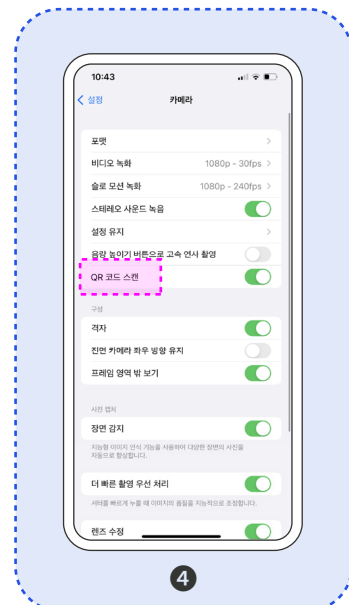 10:43
설정
카메라
포맷
비디오 녹화 1080p - 30fps
슬로 모션 녹화 1080p - 240fps
스테레오 사운드 녹음
설정 유지
음량 높이기 버튼으로 고속 연사 촬영
QR 코드 스캔
구성
격자
전면 카메라 좌우 방향 유지
프레임 영역 밖 보기
사진 캡처
장면 감지
지능형 이미지 인식 기능을 사용하여 다양한 장면의 사진을
자동으로 향상합니다.
더 빠른 촬영 우선 처리
셔터를 빠르게 누를 때 이미지의 품질을 지능적으로 조정합니다.
렌즈 수정
4